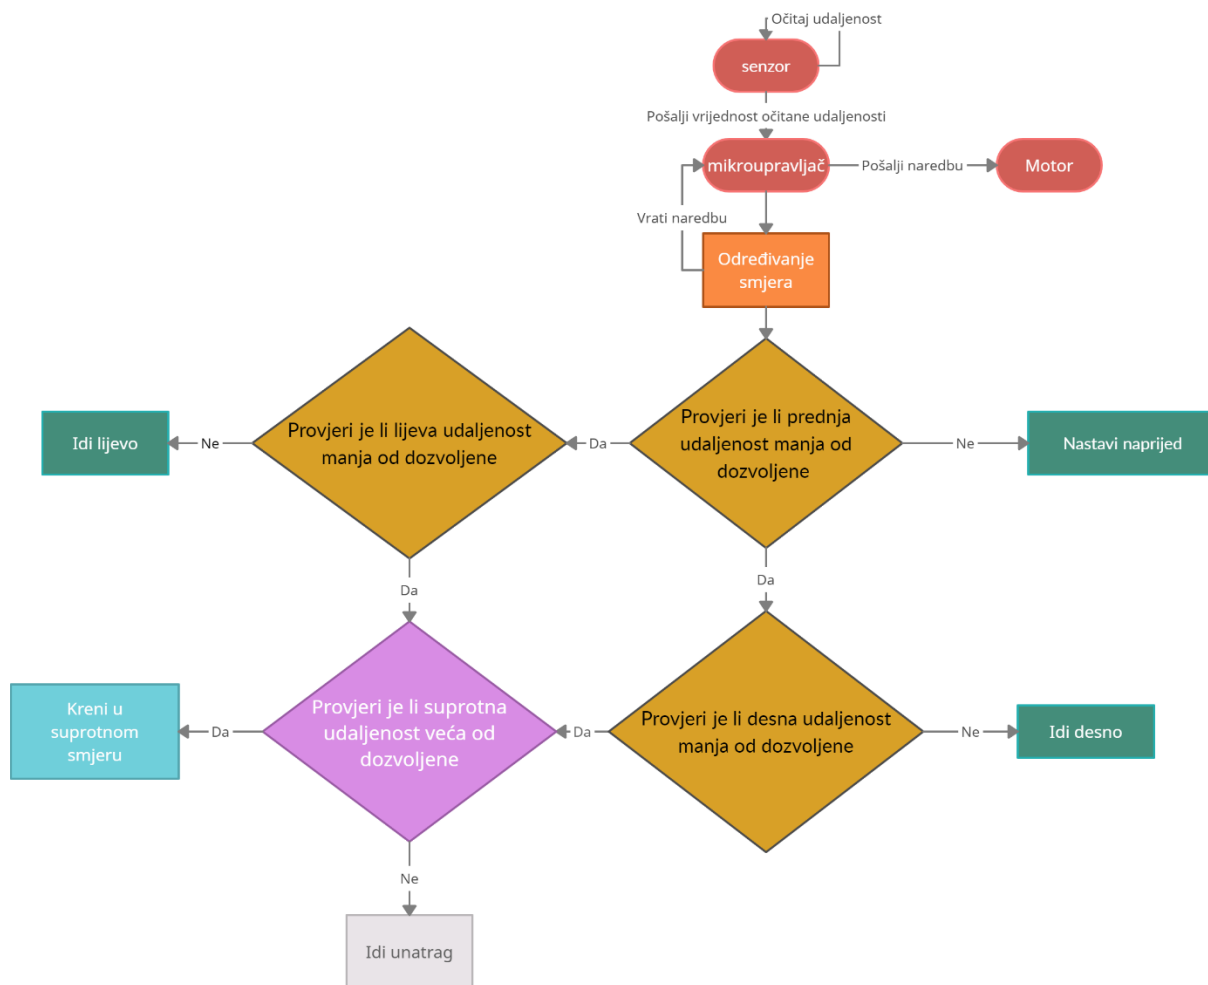 Očitaj udaljenost
senzor
Pošalji vrijednost očitane udaljenosti
mikroupravljač
Pošalji naredbu
Motor
Vrati naredbu
Određivanje
smjera
Provjeri je li lijeva udaljenost
manja od dozvoljene
Provjeri je li prednja
udaljenost manja od
dozvoljene
Idi lijevo
Ne
Da
Ne
Nastavi naprijed
Da
Da
Kreni u
suprotnom
smjeru
Da
Provjeri je li suprotna
udaljenost veća od
dozvoljene
Da
Provjeri je li desna udaljenost
manja od dozvoljene
Ne
Idi desno
Ne
Idi unatrag